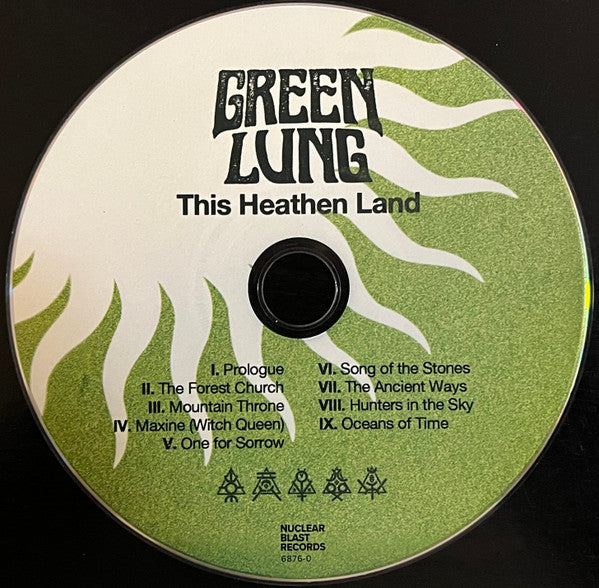 GREEN
LUNG
This Heathen Land
I. Prologue
II. The Forest Church
III. Mountain Throne
IV. Maxine (Witch Queen)
V. One for Sorrow
VI. Song of the Stones
VII. The Ancient Ways
VIII. Hunters in the Sky
IX. Oceans of Time
NUCLEAR
BLAST
RECORDS
6876-0